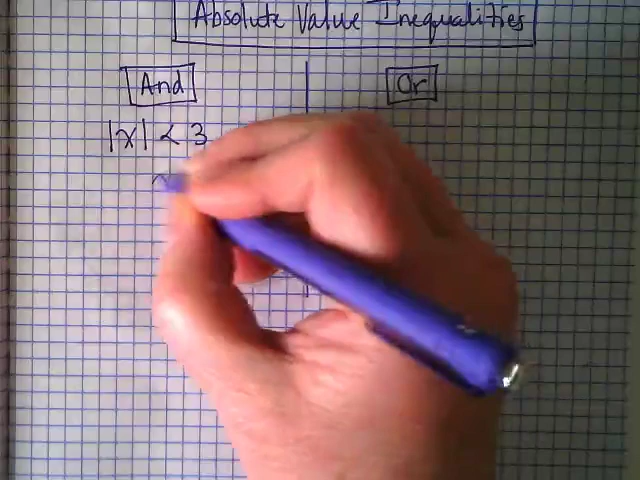 Absolute Value Inequalities
And
Or
|x| < 3